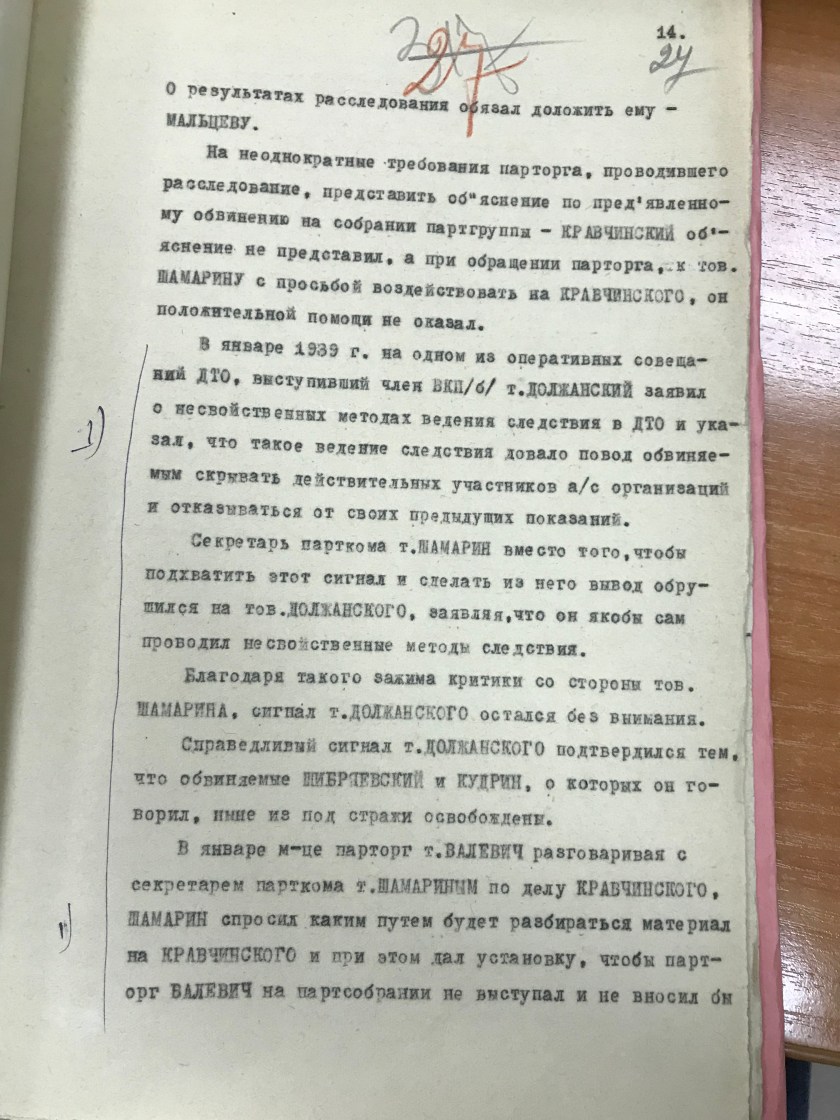 14.
27
27
О результатах расследования обязал доложить ему –
МАЛЬЦЕВУ.
На неоднократные требования парторга, проводившего
расследование, представить об"яснение по пред'явленно-
му обвинению на собрании партгруппы – КРАВЧИНСКИЙ об'-
яснение не представил, а при обращении парторга, к тов.
ШАМАРИНУ с просьбой воздействовать на КРАВЧИНСКОГО, он
положительной помощи не оказал.
В январе 1939 г. на одном из оперативных совеща-
ний ДТО, выступивший член ВКП/б/ т.ДОЛЖАНСКИЙ заявил
о несвойственных методах ведения следствия в ДТО и ука-
зал, что такое ведение следствия довало повод обвиняе-
мым скрывать действительных участников а/с организаций
и отказываться от своих предыдущих показаний.
Секретарь парткома т.ШАМАРИН вместо того,чтобы
подхватить этот сигнал и сделать из него вывод обру-
шился на тов.ДОЛЖАНСКОГО, заявляя,что он якобы сам
проводил несвойственные методы следствия.
Благодаря такого зажима критики со стороны тов.
ШАМАРИНА, сигнал т.ДОЛЖАНСКОГО остался без внимания.
Справедливый сигнал т.ДОЛЖАНСКОГО подтвердился тем,
что обвиняемые ШИБРЯЕВСКИЙ и КУДРИН, о которых он го-
ворил, ныне из под стражи освобождены.
В январе м-це парторг т.ВАЛЕВИЧ разговаривая с
секретарем парткома т.ШАМАРИНЫМ по делу КРАВЧИНСКОГО,
ШАМАРИН спросил каким путем будет разбираться материал
на КРАВЧИНСКОГО и при этом дал установку, чтобы парт-
орг ВАЛЕВИЧ на партсобрании не выступал и не вносил бы